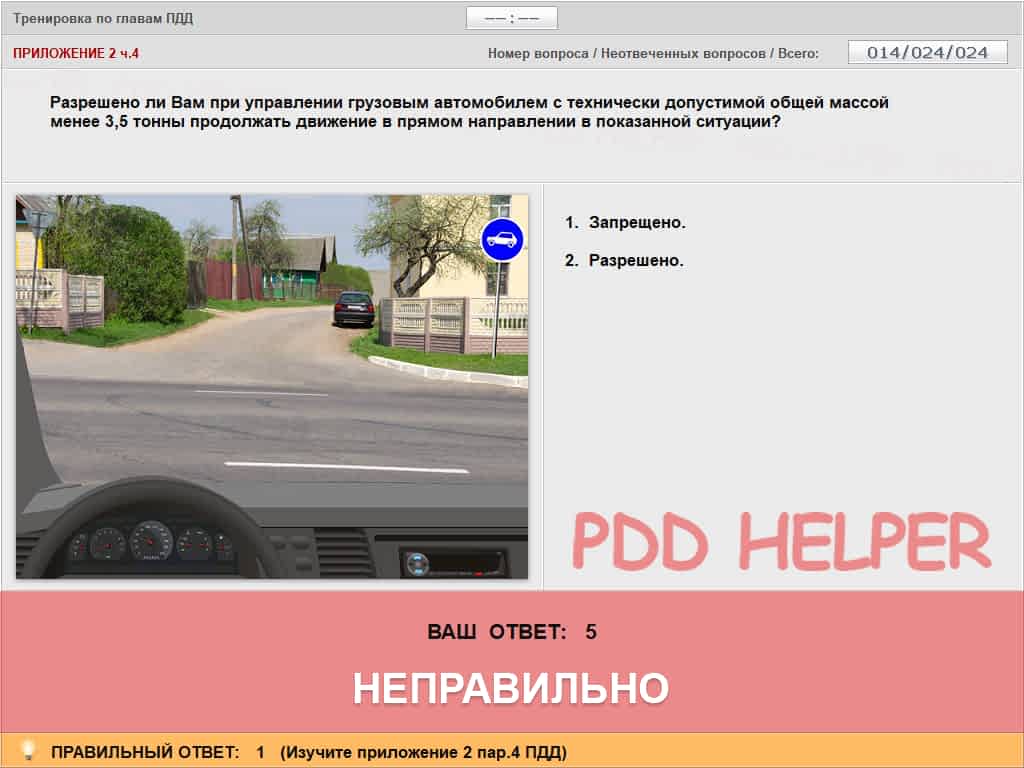 Тренировка по главам ПДД
–– : ––
ПРИЛОЖЕНИЕ 2 ч.4
Номер вопроса / Неотвеченных вопросов / Всего:
014/024/024
Разрешено ли Вам при управлении грузовым автомобилем с технически допустимой общей массой
менее 3,5 тонны продолжать движение в прямом направлении в показанной ситуации?
1. Запрещено.
2. Разрешено.
PDD HELPER
ВАШ ОТВЕТ: 5
НЕПРАВИЛЬНО
ПРАВИЛЬНЫЙ ОТВЕТ: 1 (Изучите приложение 2 пар.4 ПДД)